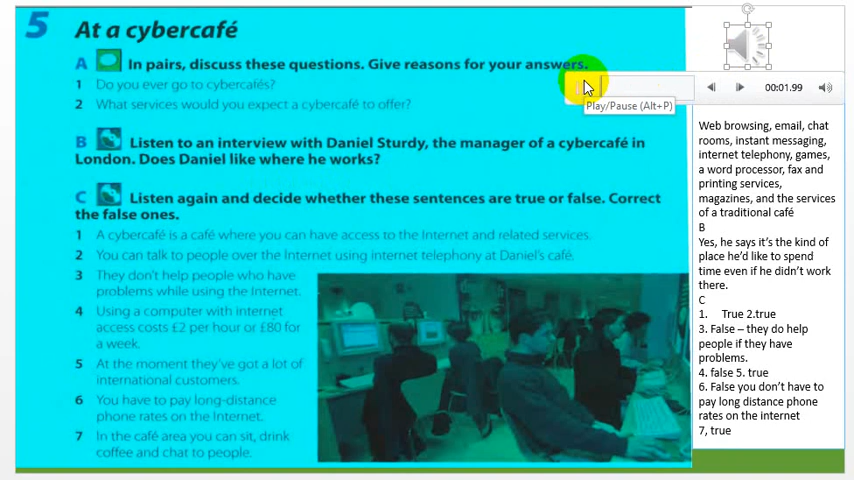 5 At a cybercafé
A In pairs, discuss these questions. Give reasons for your answers.
1 Do you ever go to cybercafés?
2 What services would you expect a cybercafé to offer?
B Listen to an interview with Daniel Sturdy, the manager of a cybercafé in
London. Does Daniel like where he works?
C Listen again and decide whether these sentences are true or false. Correct
the false ones.
1 A cybercafé is a café where you can have access to the Internet and related services.
2 You can talk to people over the Internet using internet telephony at Daniel's café.
3 They don't help people who have
problems while using the Internet.
4 Using a computer with internet
access costs £2 per hour or £80 for
a week.
5 At the moment they've got a lot of
international customers.
6 You have to pay long-distance
phone rates on the Internet.
7 In the café area you can sit, drink
coffee and chat to people.
00:01.99
Play/Pause (Alt+P)
Web browsing, email, chat
rooms, instant messaging,
internet telephony, games,
a word processor, fax and
printing services,
magazines, and the services
of a traditional café
B
Yes, he says it's the kind of
place he'd like to spend
time even if he didn't work
there.
C
1. True 2.true
3. False – they do help
people if they have
problems.
4. false 5. true
6. False you don't have to
pay long distance phone
rates on the internet
7, true